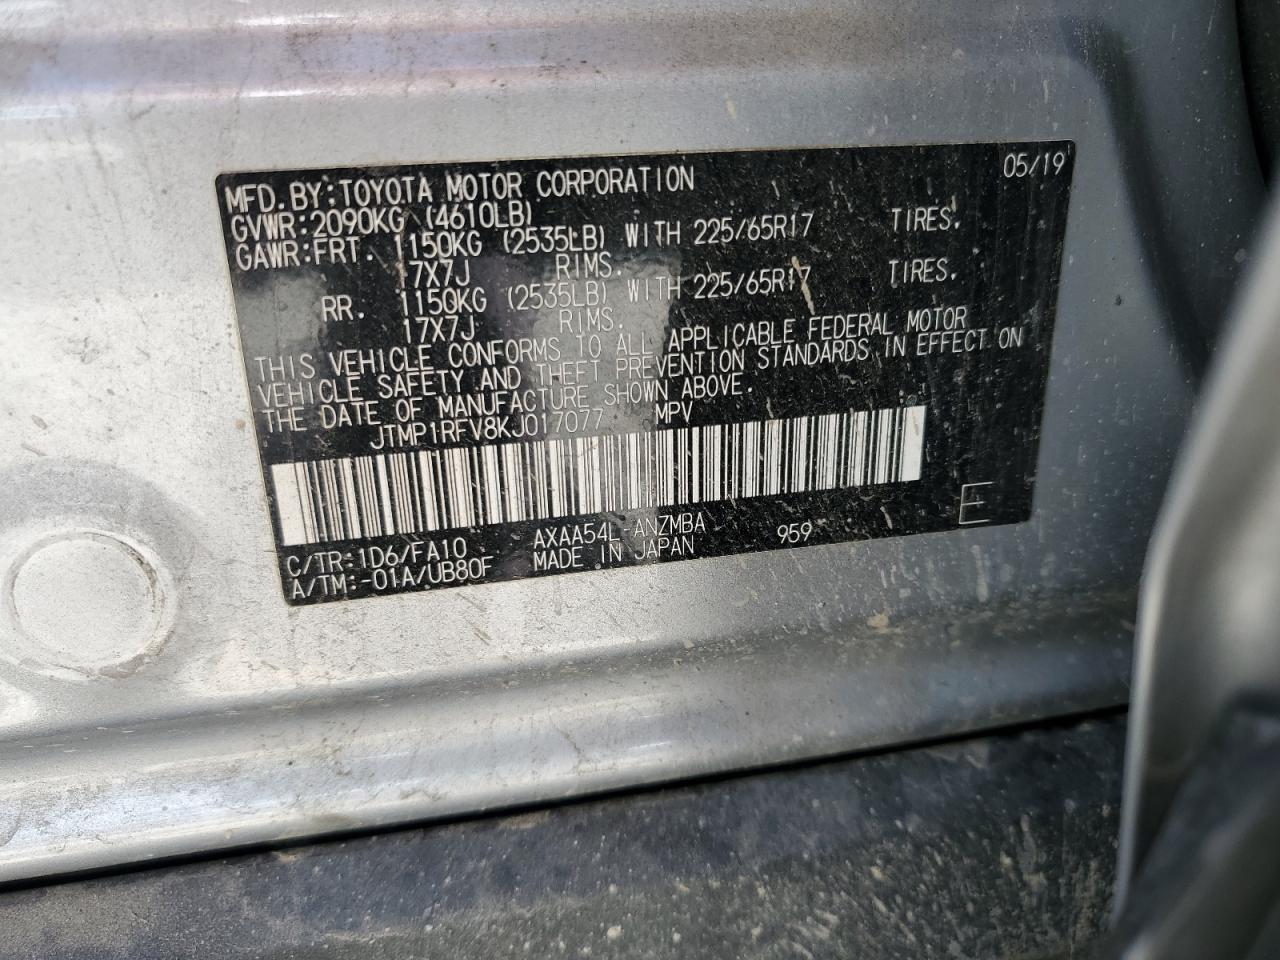 MFD. BY: TOYOTA MOTOR CORPORATION 05/19
GVWR: 2090KG (4610LB)
GAWR: FRT. 1150KG (2535LB) WITH 225/65R17 TIRES.
17X7J RIMS.
RR. 1150KG (2535LB) WITH 225/65R17 TIRES.
17X7J RIMS.
THIS VEHICLE CONFORMS TO ALL APPLICABLE FEDERAL MOTOR
VEHICLE SAFETY AND THEFT PREVENTION STANDARDS IN EFFECT ON
THE DATE OF MANUFACTURE SHOWN ABOVE.
JTMP1RFV8KJ017077 MPV
C/TR: 1D6/FA10 AXAA54L-ANZMBA 959 E
A/TM: -01A/UB80F MADE IN JAPAN